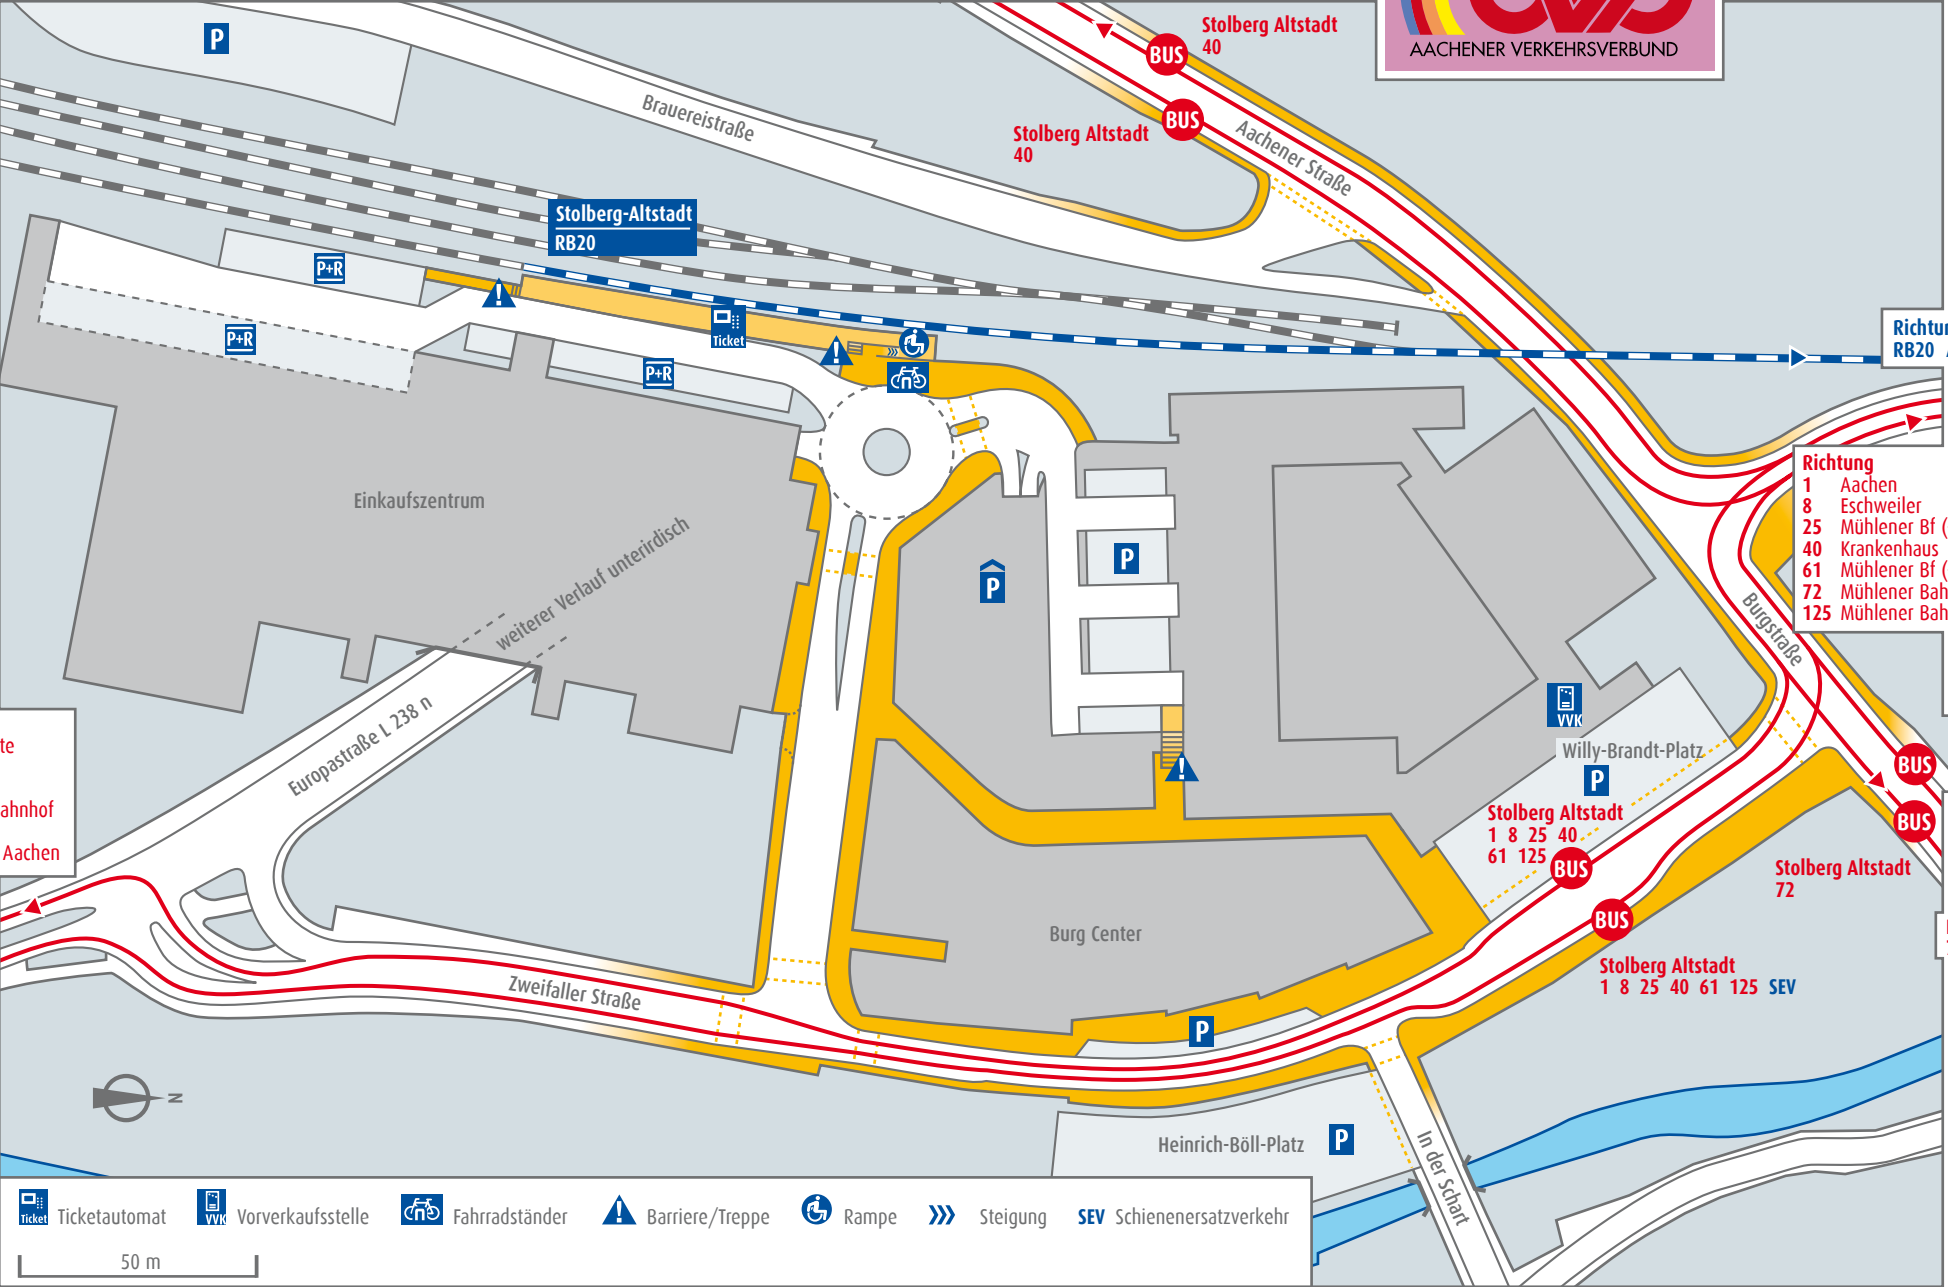 AACHENER VERKEHRSVERBUND
P
Stolberg Altstadt
40
BUS
BUS
Stolberg Altstadt
40
Brauereistraße
Aachener Straße
Stolberg-Altstadt
RB20
P+R
P+R
P+R
Ticket
RB20
Einkaufszentrum
weiterer Verlauf unterirdisch
P
P
Richtung
1 Aachen
8 Eschweiler
25 Mühlener Bf (
40 Krankenhaus
61 Mühlener Bf (
72 Mühlener Bah
125 Mühlener Bah
Burgstraße
VVK
Willy-Brandt-Platz
P
Europastraße L 238 n
te
ahnhof
Aachen
Stolberg Altstadt
1 8 25 40
61 125
BUS
BUS
BUS
Stolberg Altstadt
72
BUS
Burg Center
Stolberg Altstadt
1 8 25 40 61 125 SEV
Zweifaller Straße
P
N
Heinrich-Böll-Platz
P
In der Schart
Ticket Ticketautomat
VVK Vorverkaufsstelle
Fahrradständer
Barriere/Treppe
Rampe
Steigung
SEV Schienenersatzverkehr
50 m